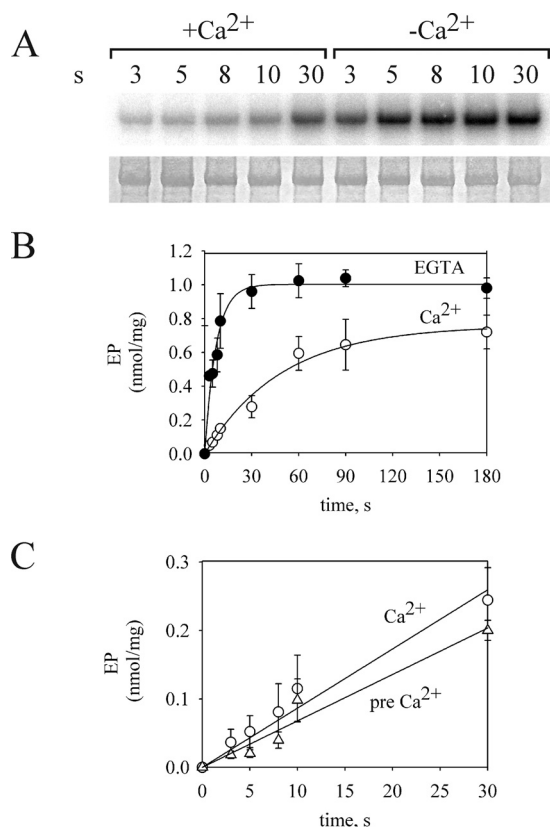 A
+Ca2+ -Ca2+
s 3 5 8 10 30 3 5 8 10 30
B
1.2
1.0
0.8
0.6
0.4
0.2
0.0
EP
(nmol/mg)
EGTA
Ca2+
0 30 60 90 120 150 180
time, s
C
0.3
0.2
0.1
0.0
EP
(nmol/mg)
Ca2+
pre Ca2+
0 5 10 15 20 25 30
time, s